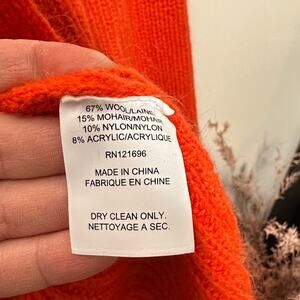 67% WOOL/LAINE
15% MOHAIR/MOHAIR
10% NYLON/NYLON
8% ACRYLIC/ACRYLIQUE
RN121696
MADE IN CHINA
FABRIQUE EN CHINE
DRY CLEAN ONLY.
NETTOYAGE A SEC.